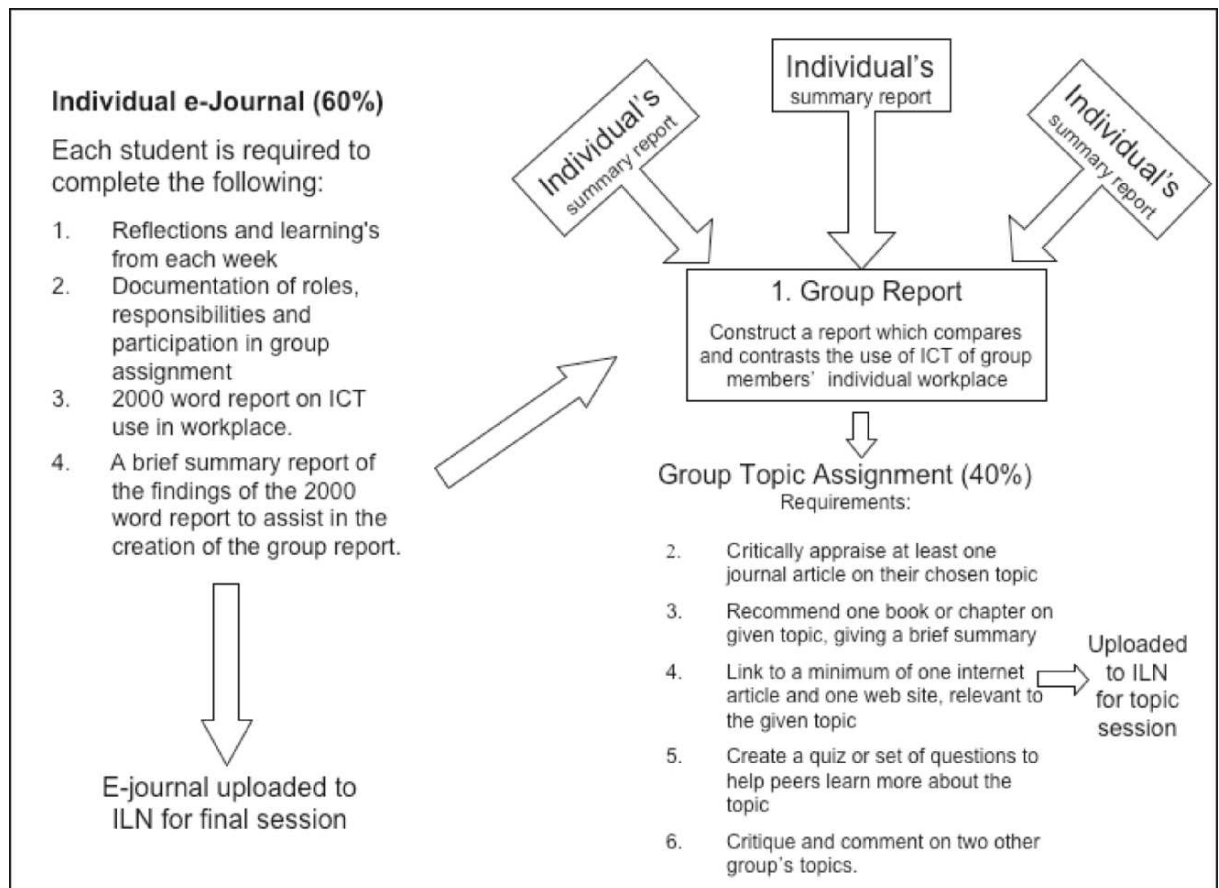 Individual e-Journal (60%)
Each student is required to
complete the following:
1. Reflections and learning's
from each week
2. Documentation of roles,
responsibilities and
participation in group
assignment
3. 2000 word report on ICT
use in workplace.
4. A brief summary report of
the findings of the 2000
word report to assist in the
creation of the group report.
E-journal uploaded to
ILN for final session
Individual's
summary report
Individual's
summary report
Individual's
summary report
1. Group Report
Construct a report which compares
and contrasts the use of ICT of group
members' individual workplace
Group Topic Assignment (40%)
Requirements:
2. Critically appraise at least one
journal article on their chosen topic
3. Recommend one book or chapter on
given topic, giving a brief summary
4. Link to a minimum of one internet
article and one web site, relevant to
the given topic
5. Create a quiz or set of questions to
help peers learn more about the
topic
6. Critique and comment on two other
group's topics.
Uploaded
to ILN
for topic
session